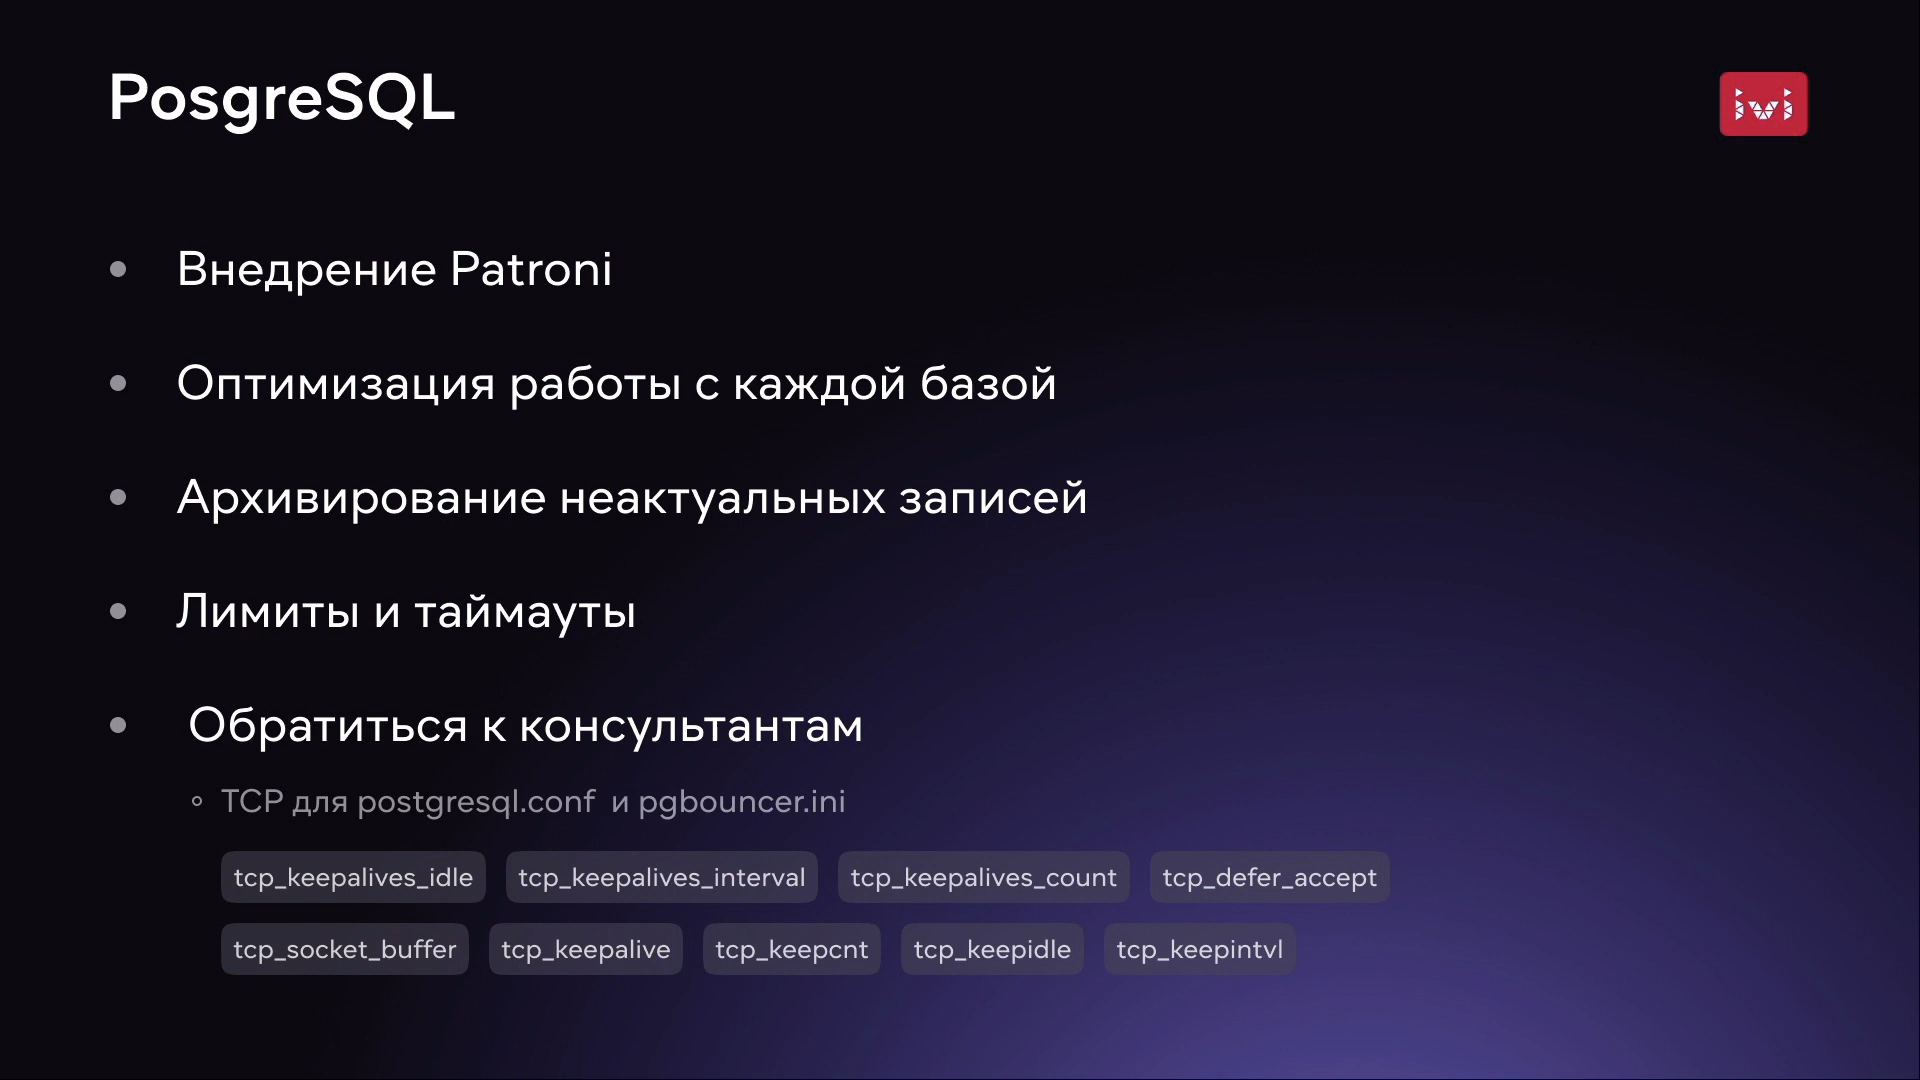 PosgreSQL
ivi
Внедрение Patroni
Оптимизация работы с каждой базой
Архивирование неактуальных записей
Лимиты и таймауты
Обратиться к консультантам
TCP для postgresql.conf и pgbouncer.ini
tcp_keepalives_idle tcp_keepalives_interval tcp_keepalives_count tcp_defer_accept
tcp_socket_buffer tcp_keepalive tcp_keepcnt tcp_keepidle tcp_keepintvl